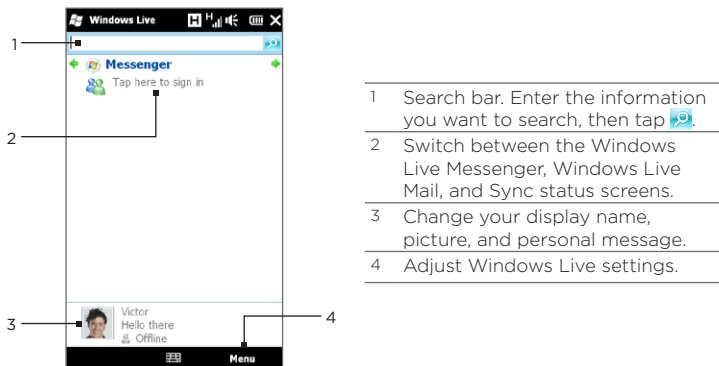 Windows Live
H H
1
Messenger
Tap here to sign in
2
3
Victor
Hello there
Offline
4
Menu
1 Search bar. Enter the information
you want to search, then tap .
2 Switch between the Windows
Live Messenger, Windows Live
Mail, and Sync status screens.
3 Change your display name,
picture, and personal message.
4 Adjust Windows Live settings.